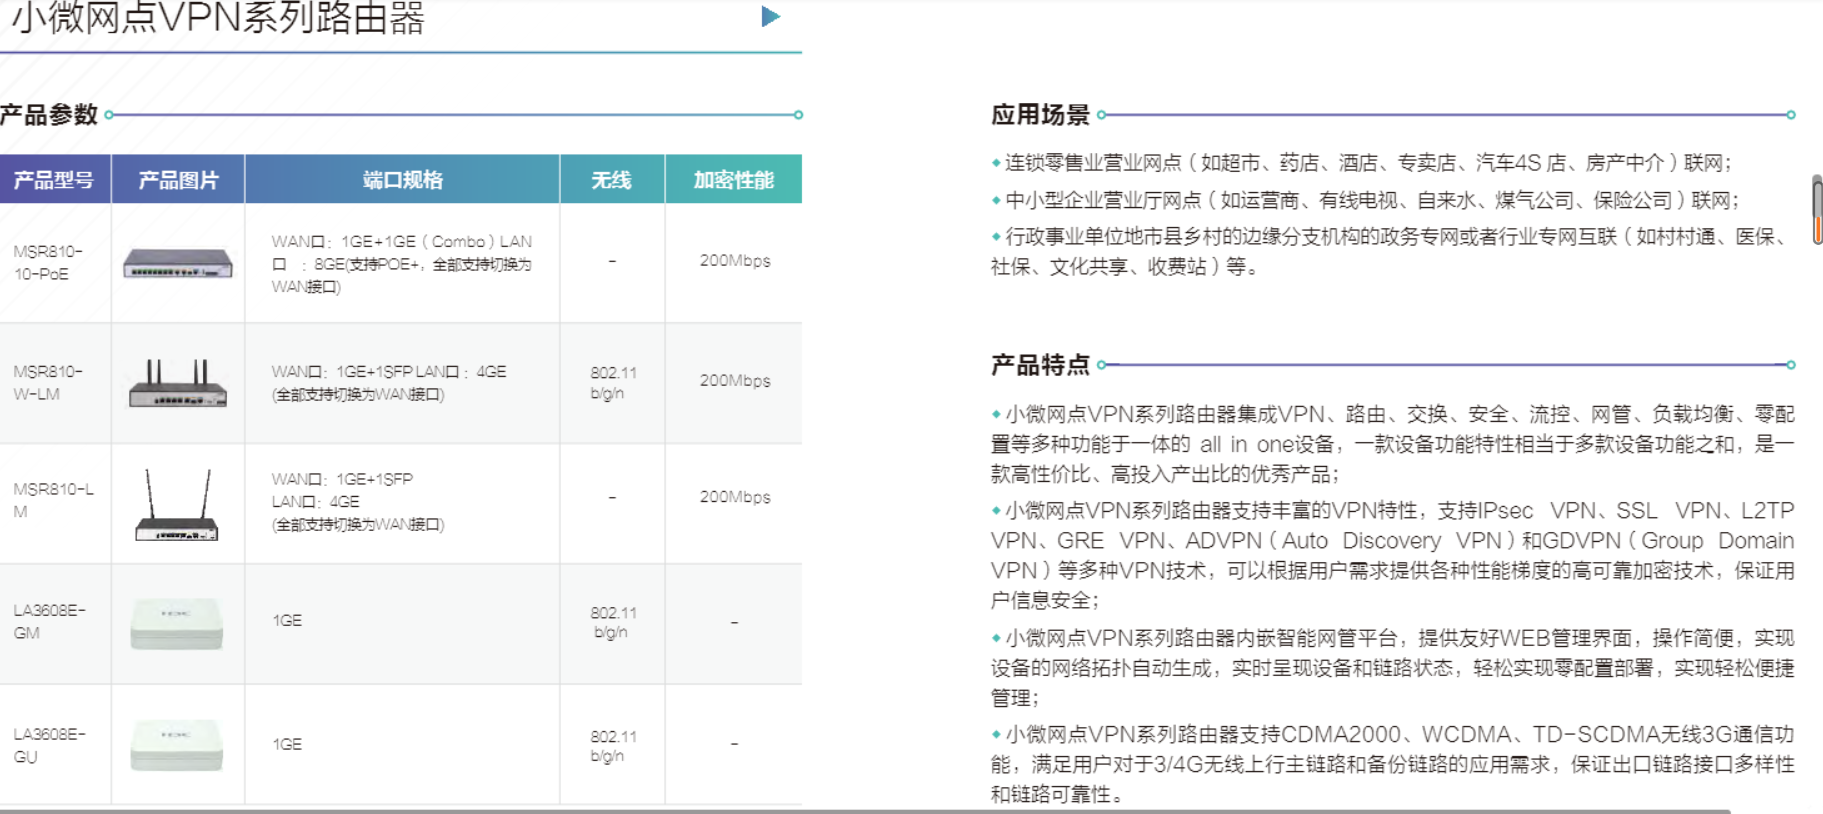 小微网点VPN系列路由器
产品参数
产品型号 产品图片 端口规格 无线 加密性能
MSR810-
10-PoE
WAN口：1GE+1GE（Combo）LAN
口 ：8GE(支持POE+，全部支持切换为
WAN接口)
–
200Mbps
MSR810-
W-LM
WAN口：1GE+1SFP LAN口 ：4GE
(全部支持切换为WAN接口)
802.11
b/g/n
200Mbps
MSR810-L
M
WAN口：1GE+1SFP
LAN口：4GE
(全部支持切换为WAN接口)
–
200Mbps
LA3608E-
GM
H3C
1GE
802.11
b/g/n
–
LA3608E-
GU
H3C
1GE
802.11
b/g/n
–
应用场景
连锁零售业营业网点（如超市、药店、酒店、专卖店、汽车4S 店、房产中介）联网；
中小型企业营业厅网点（如运营商、有线电视、自来水、煤气公司、保险公司）联网；
行政事业单位地市县乡村的边缘分支机构的政务专网或者行业专网互联（如村村通、医保、
社保、文化共享、收费站）等。
产品特点
小微网点VPN系列路由器集成VPN、路由、交换、安全、流控、网管、负载均衡、零配
置等多种功能于一体的 all in one设备，一款设备功能特性相当于多款设备功能之和，是一
款高性价比、高投入产出比的优秀产品；
小微网点VPN系列路由器支持丰富的VPN特性，支持IPsec VPN、SSL VPN、L2TP
VPN、GRE VPN、ADVPN（Auto Discovery VPN）和GDVPN（Group Domain
VPN）等多种VPN技术，可以根据用户需求提供各种性能梯度的高可靠加密技术，保证用
户信息安全；
小微网点VPN系列路由器内嵌智能网管平台，提供友好WEB管理界面，操作简便，实现
设备的网络拓扑自动生成，实时呈现设备和链路状态，轻松实现零配置部署，实现轻松便捷
管理；
小微网点VPN系列路由器支持CDMA2000、WCDMA、TD-SCDMA无线3G通信功
能，满足用户对于3/4G无线上行主链路和备份链路的应用需求，保证出口链路接口多样性
和链路可靠性。